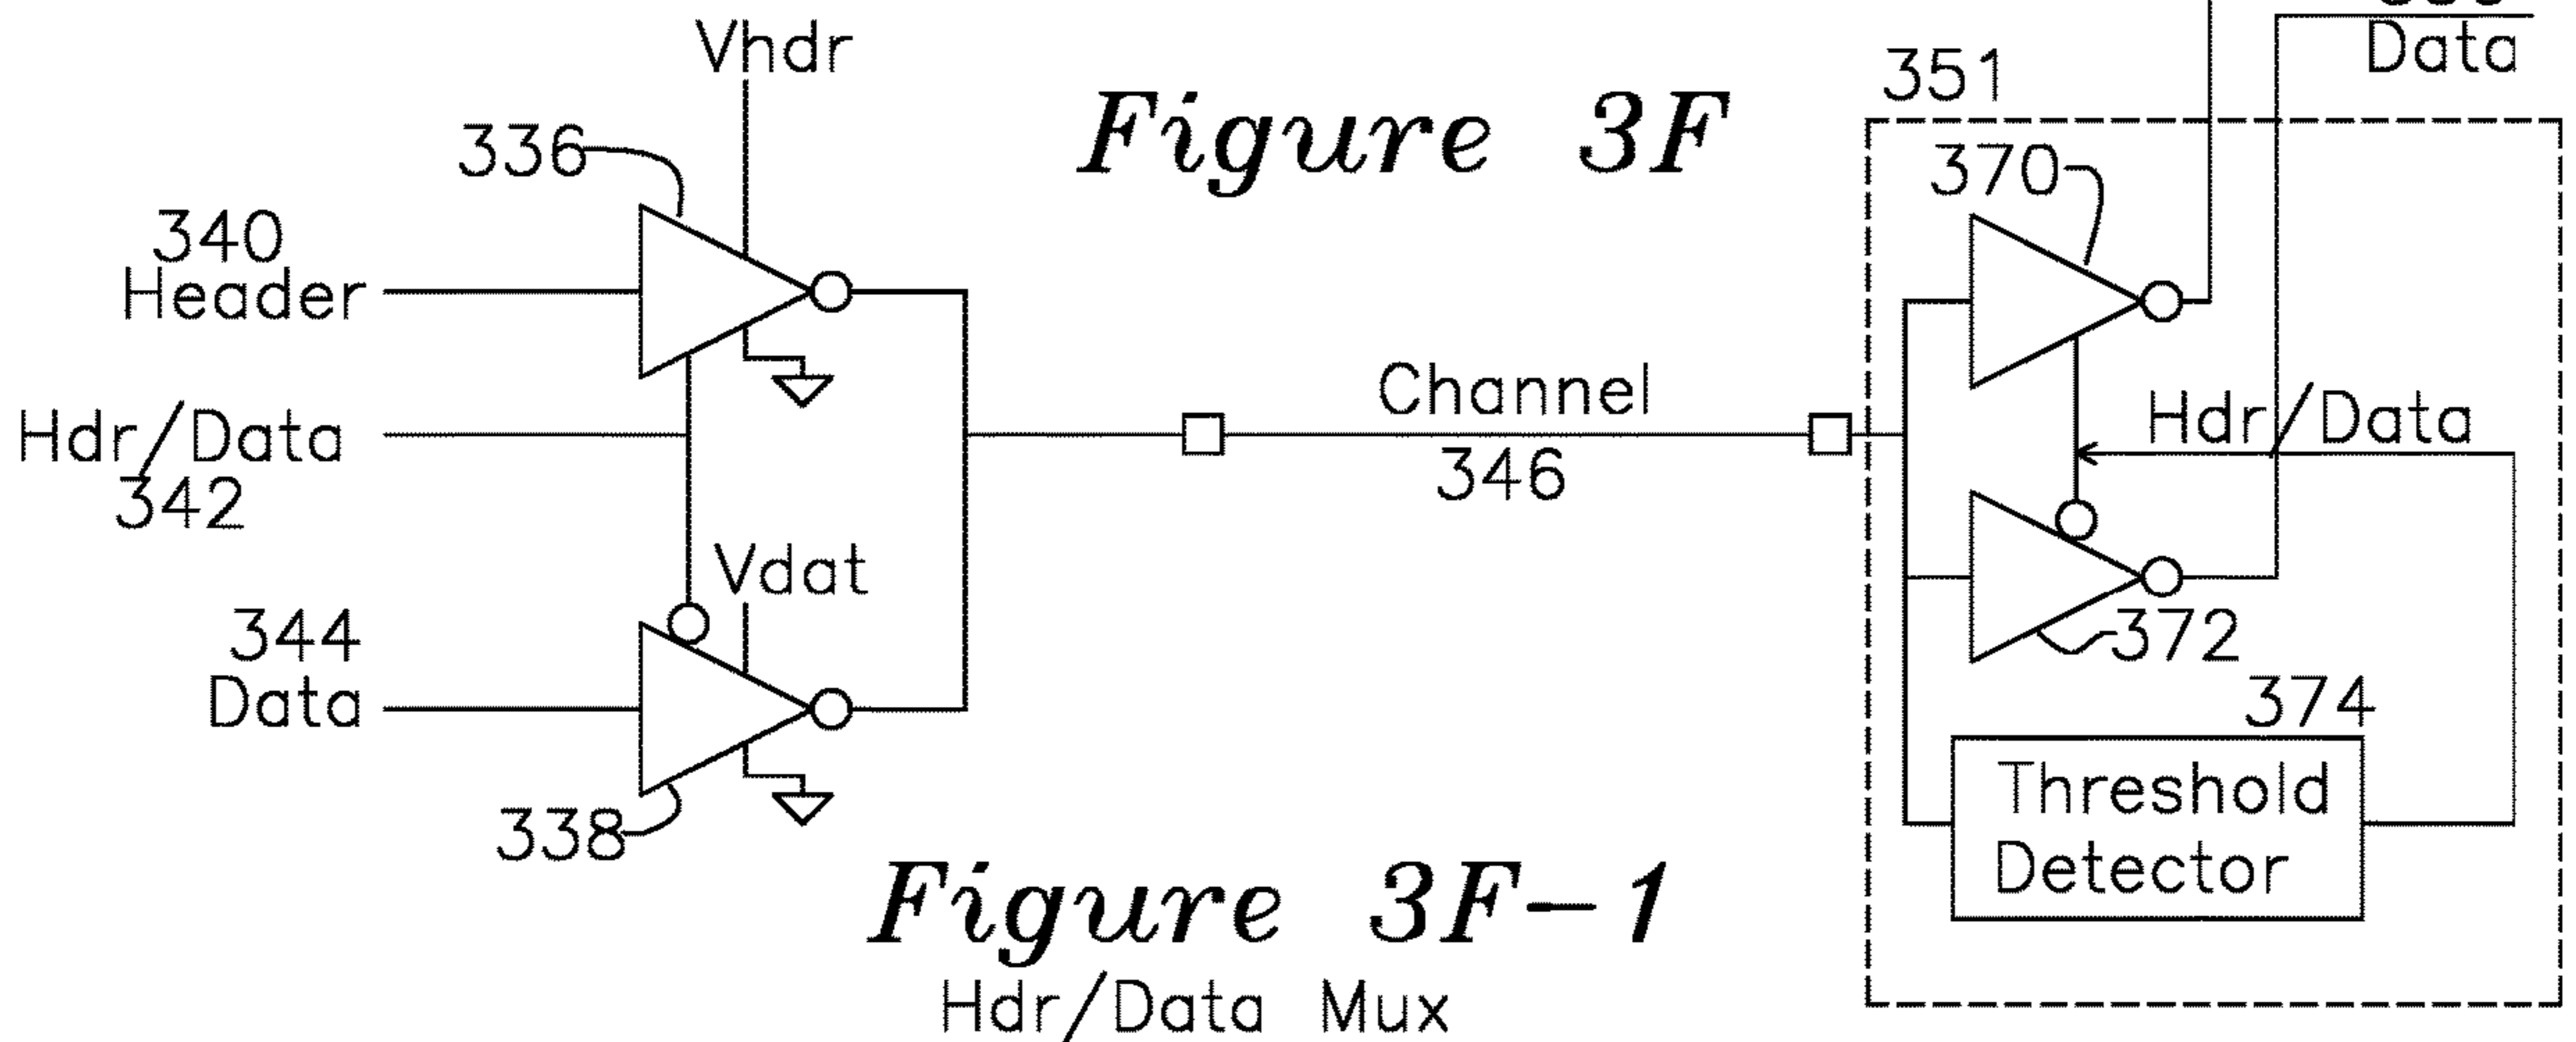 Vhdr
336
340
Header
Hdr/Data
342
344
Data
Vdat
338
Figure 3F
Channel
346
Figure 3F-1
Hdr/Data Mux
Data
351
370
Hdr/Data
372
374
Threshold
Detector